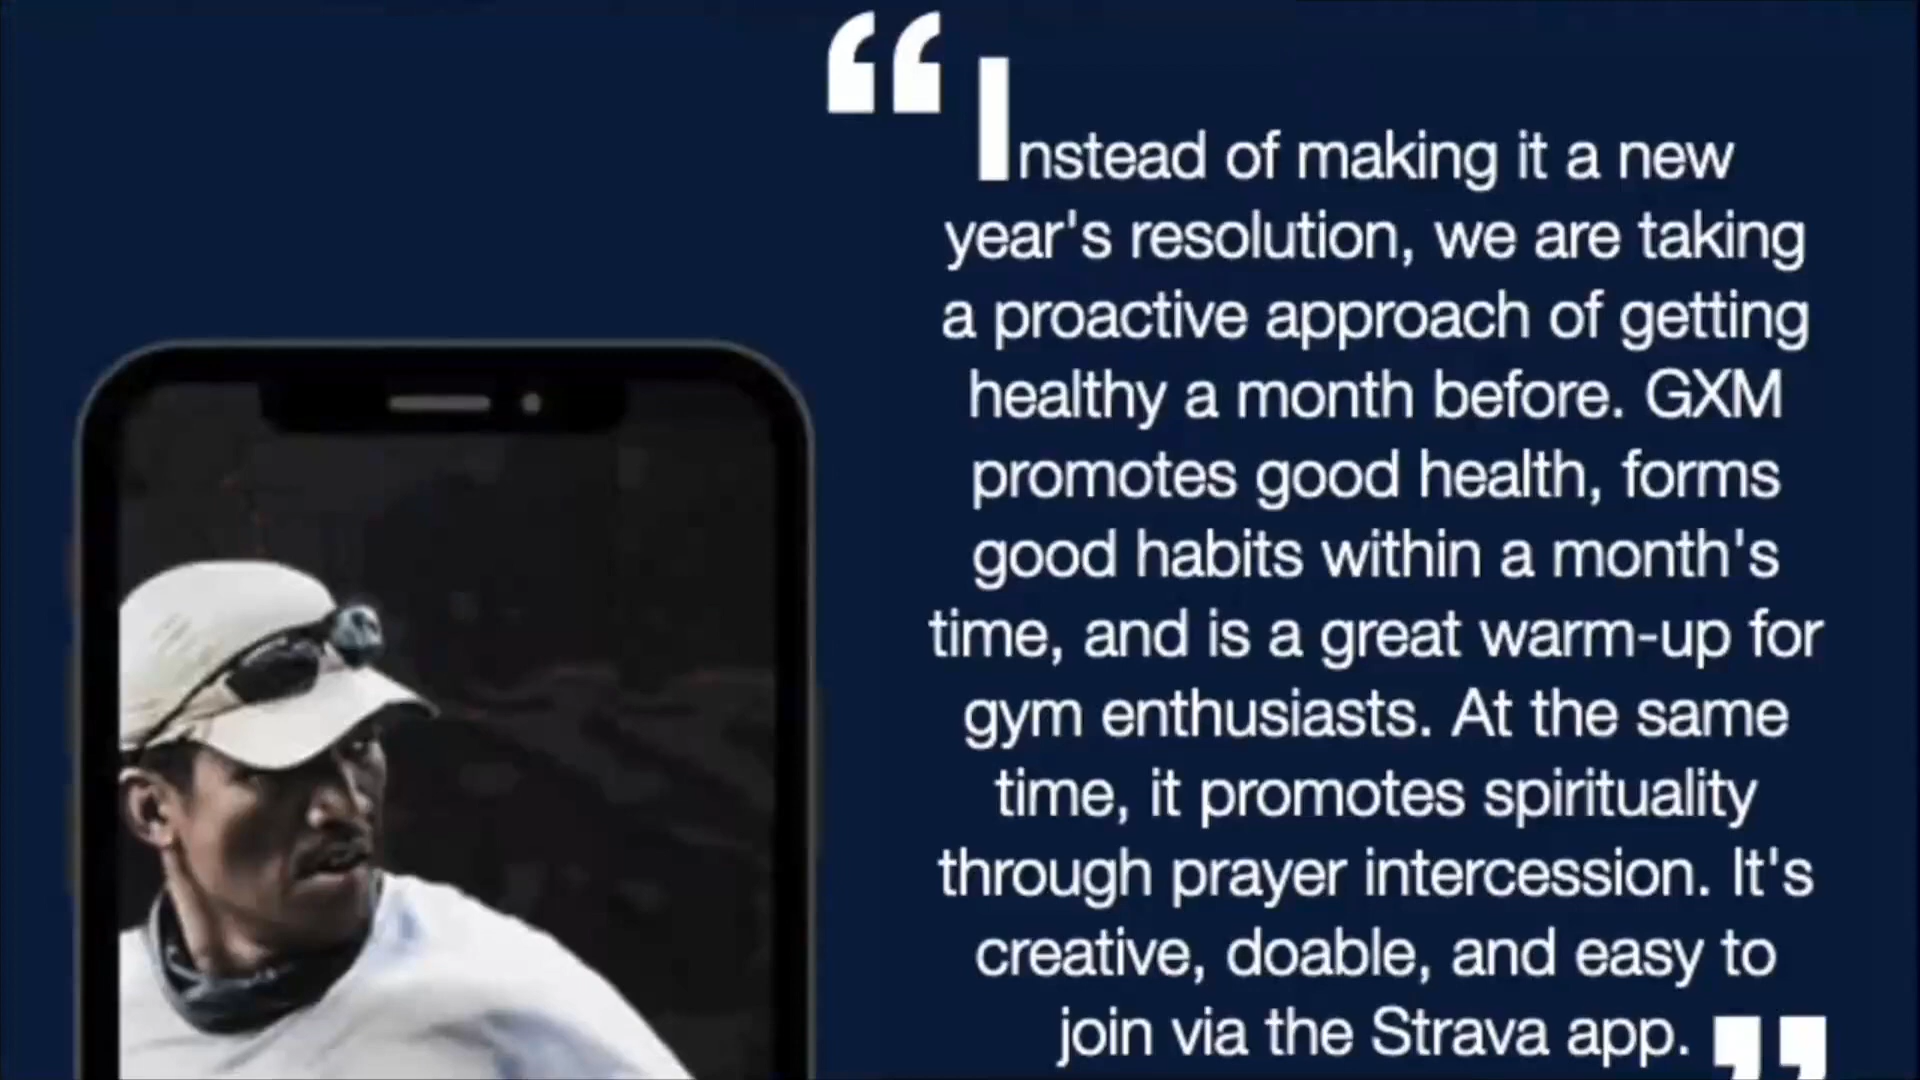 “Instead of making it a new
year's resolution, we are taking
a proactive approach of getting
healthy a month before. GXM
promotes good health, forms
good habits within a month's
time, and is a great warm-up for
gym enthusiasts. At the same
time, it promotes spirituality
through prayer intercession. It's
creative, doable, and easy to
join via the Strava app.”